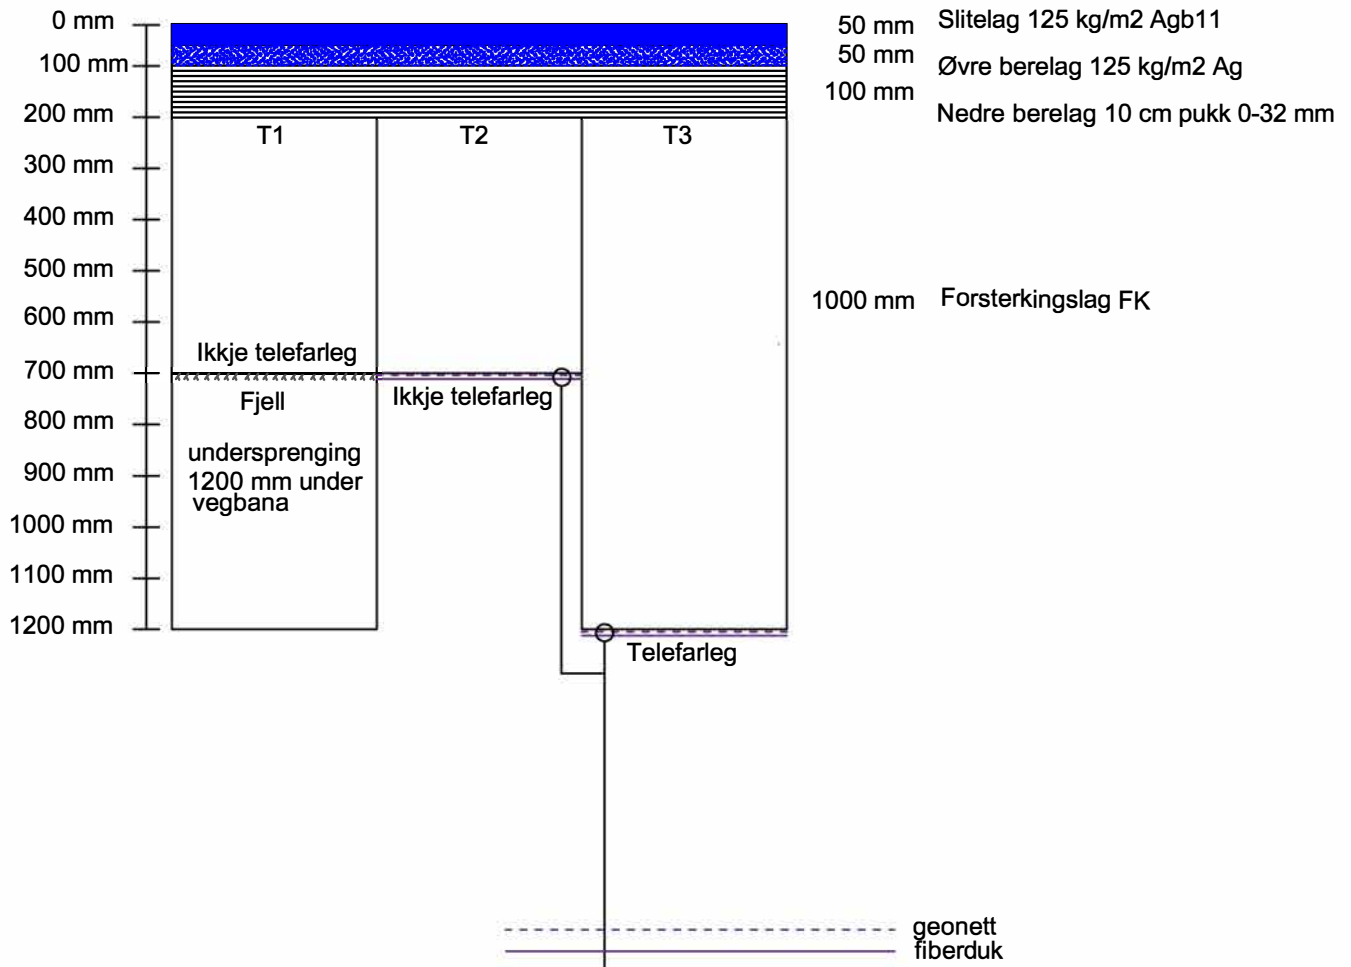 0 mm
100 mm
200 mm
300 mm
400 mm
500 mm
600 mm
700 mm
800 mm
900 mm
1000 mm
1100 mm
1200 mm
T1
T2
T3
Ikkje telefarleg
Fjell
undersprenging
1200 mm under
vegbana
Ikkje telefarleg
Telefarleg
50 mm
Slitelag 125 kg/m2 Agb11
50 mm
Øvre berelag 125 kg/m2 Ag
100 mm
Nedre berelag 10 cm pukk 0-32 mm
1000 mm
Forsterkingslag FK
geonett
fiberduk